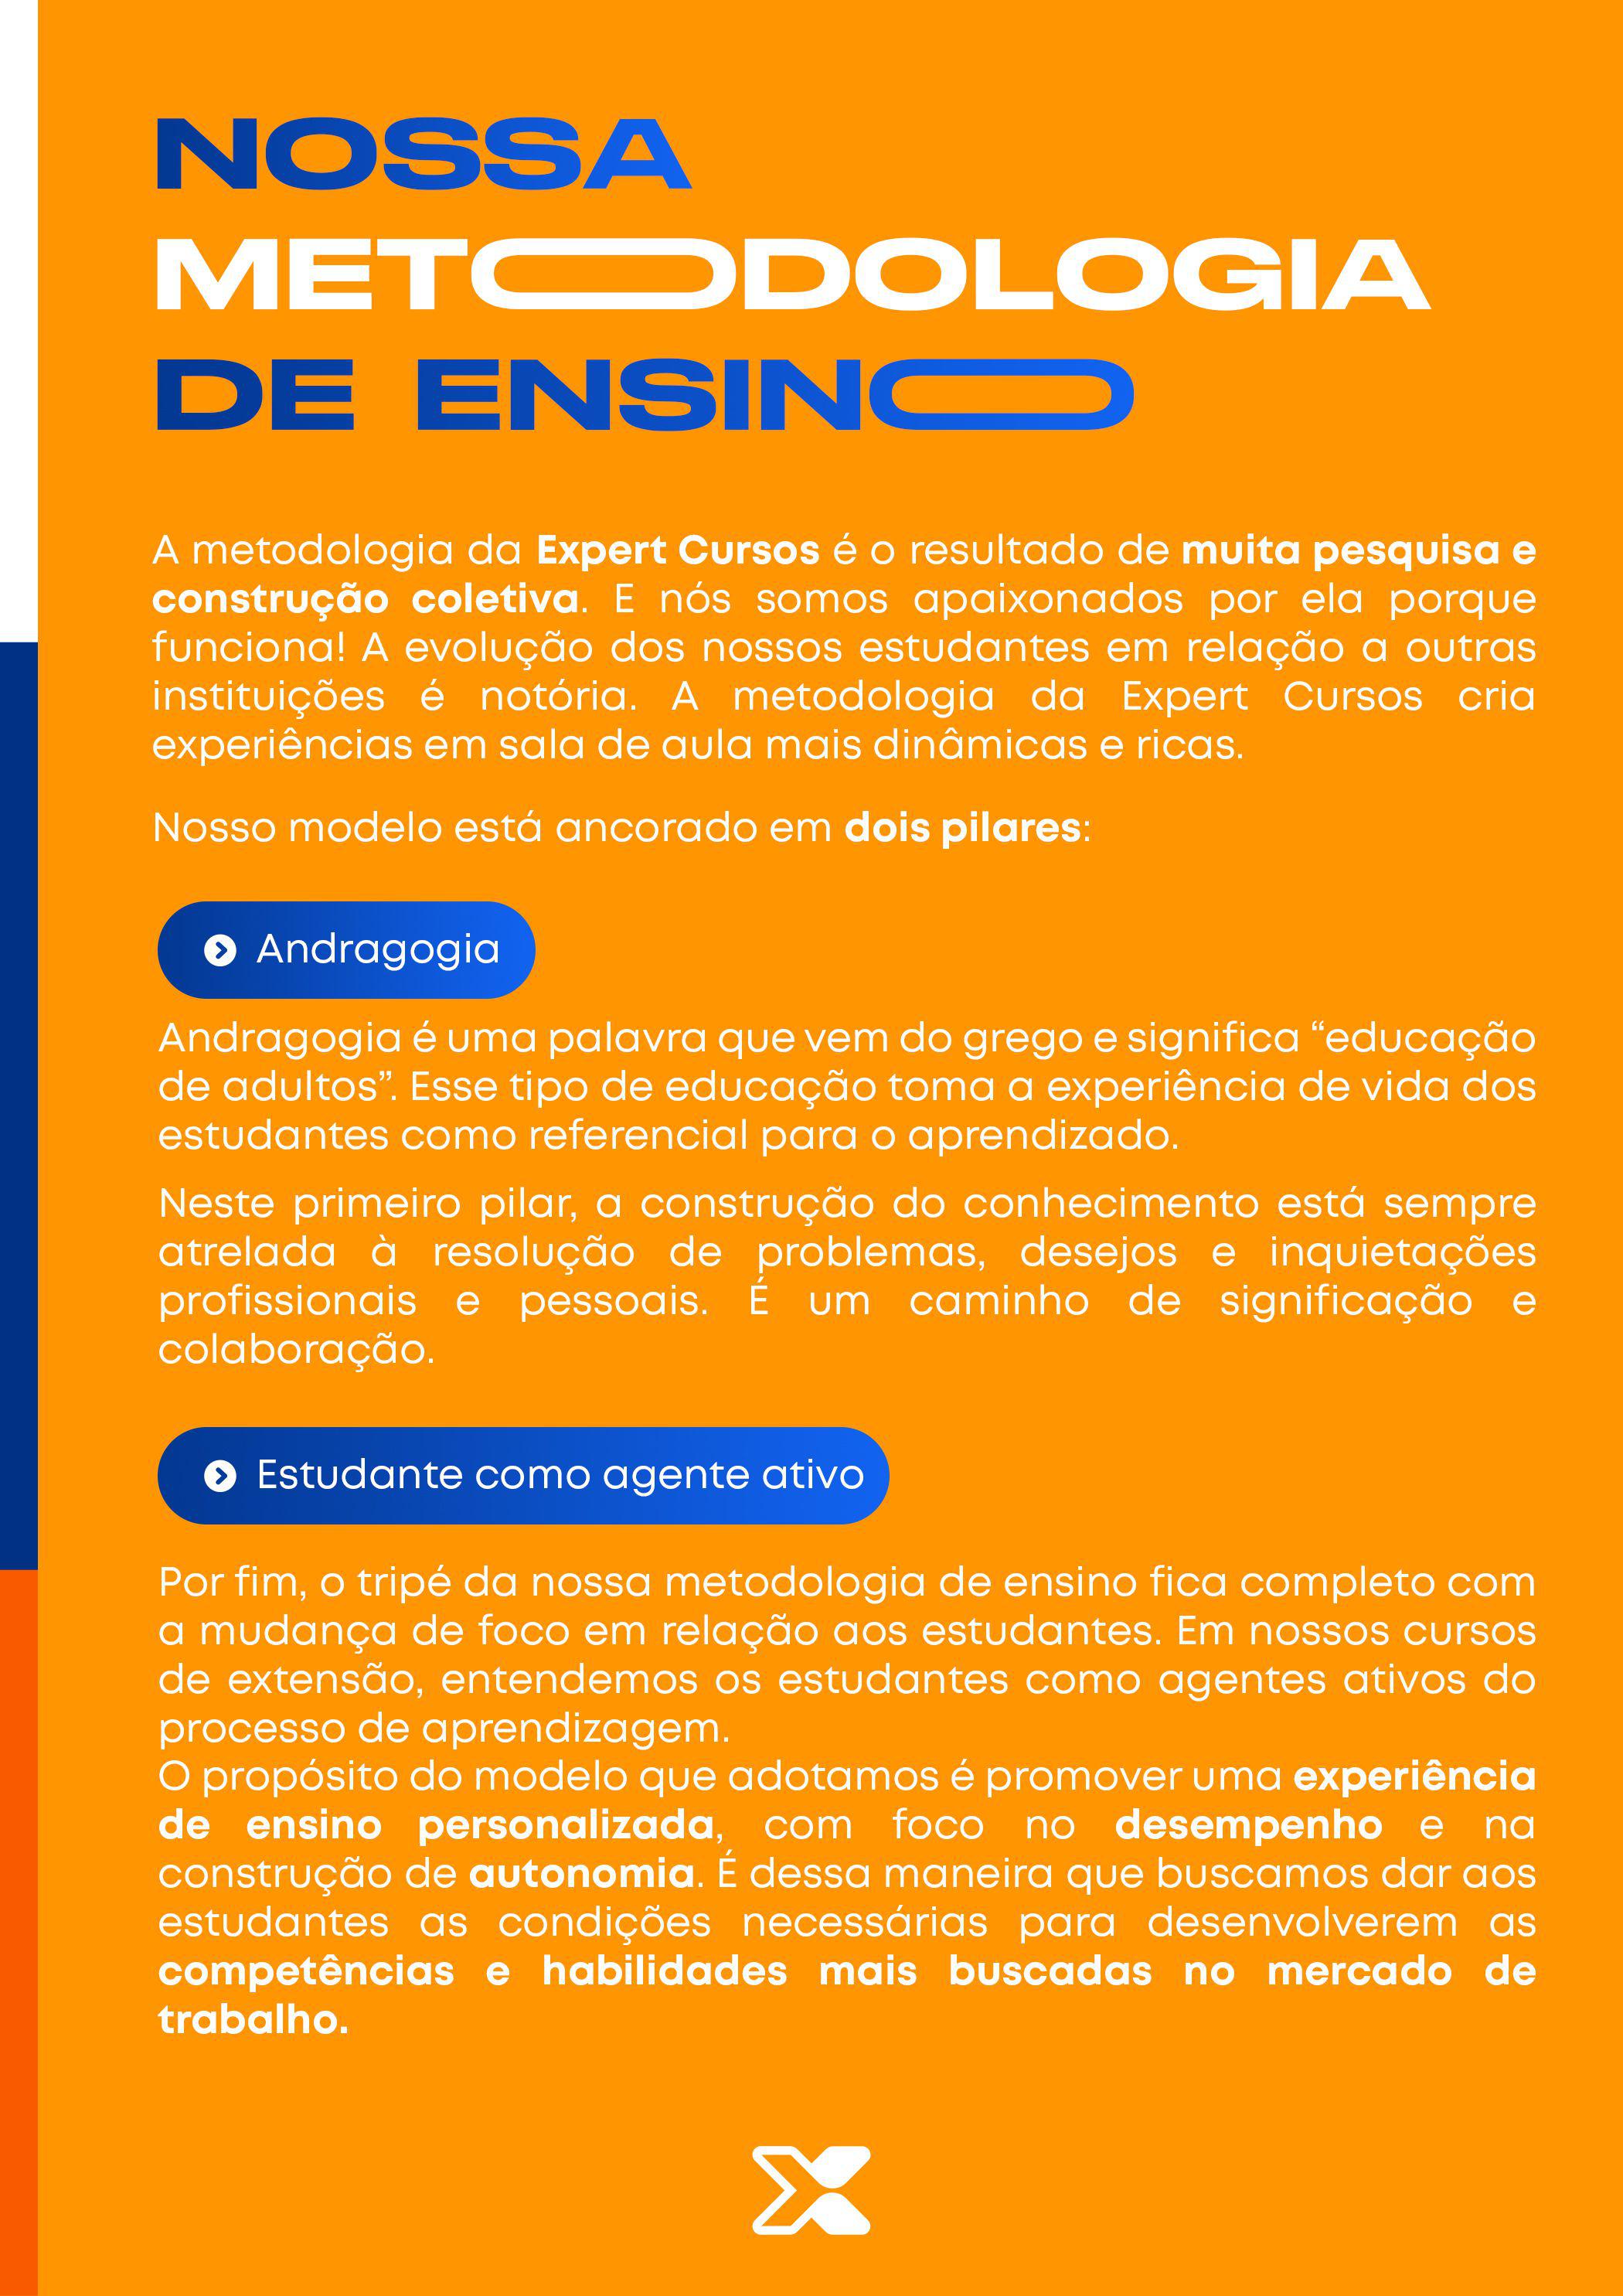 NOSSA
METODOLOGIA
DE ENSINO
A metodologia da Expert Cursos é o resultado de muita pesquisa e
construção coletiva. E nós somos apaixonados por ela porque
funciona! A evolução dos nossos estudantes em relação a outras
instituições é notória. A metodologia da Expert Cursos cria
experiências em sala de aula mais dinâmicas e ricas.
Nosso modelo está ancorado em dois pilares:
Andragogia
Andragogia é uma palavra que vem do grego e significa “educação
de adultos”. Esse tipo de educação toma a experiência de vida dos
estudantes como referencial para o aprendizado.
Neste primeiro pilar, a construção do conhecimento está sempre
atrelada à resolução de problemas, desejos e inquietações
profissionais e pessoais. É um caminho de significação e
colaboração.
Estudante como agente ativo
Por fim, o tripé da nossa metodologia de ensino fica completo com
a mudança de foco em relação aos estudantes. Em nossos cursos
de extensão, entendemos os estudantes como agentes ativos do
processo de aprendizagem.
O propósito do modelo que adotamos é promover uma experiência
de ensino personalizada, com foco no desempenho e na
construção de autonomia. É dessa maneira que buscamos dar aos
estudantes as condições necessárias para desenvolverem as
competências e habilidades mais buscadas no mercado de
trabalho.